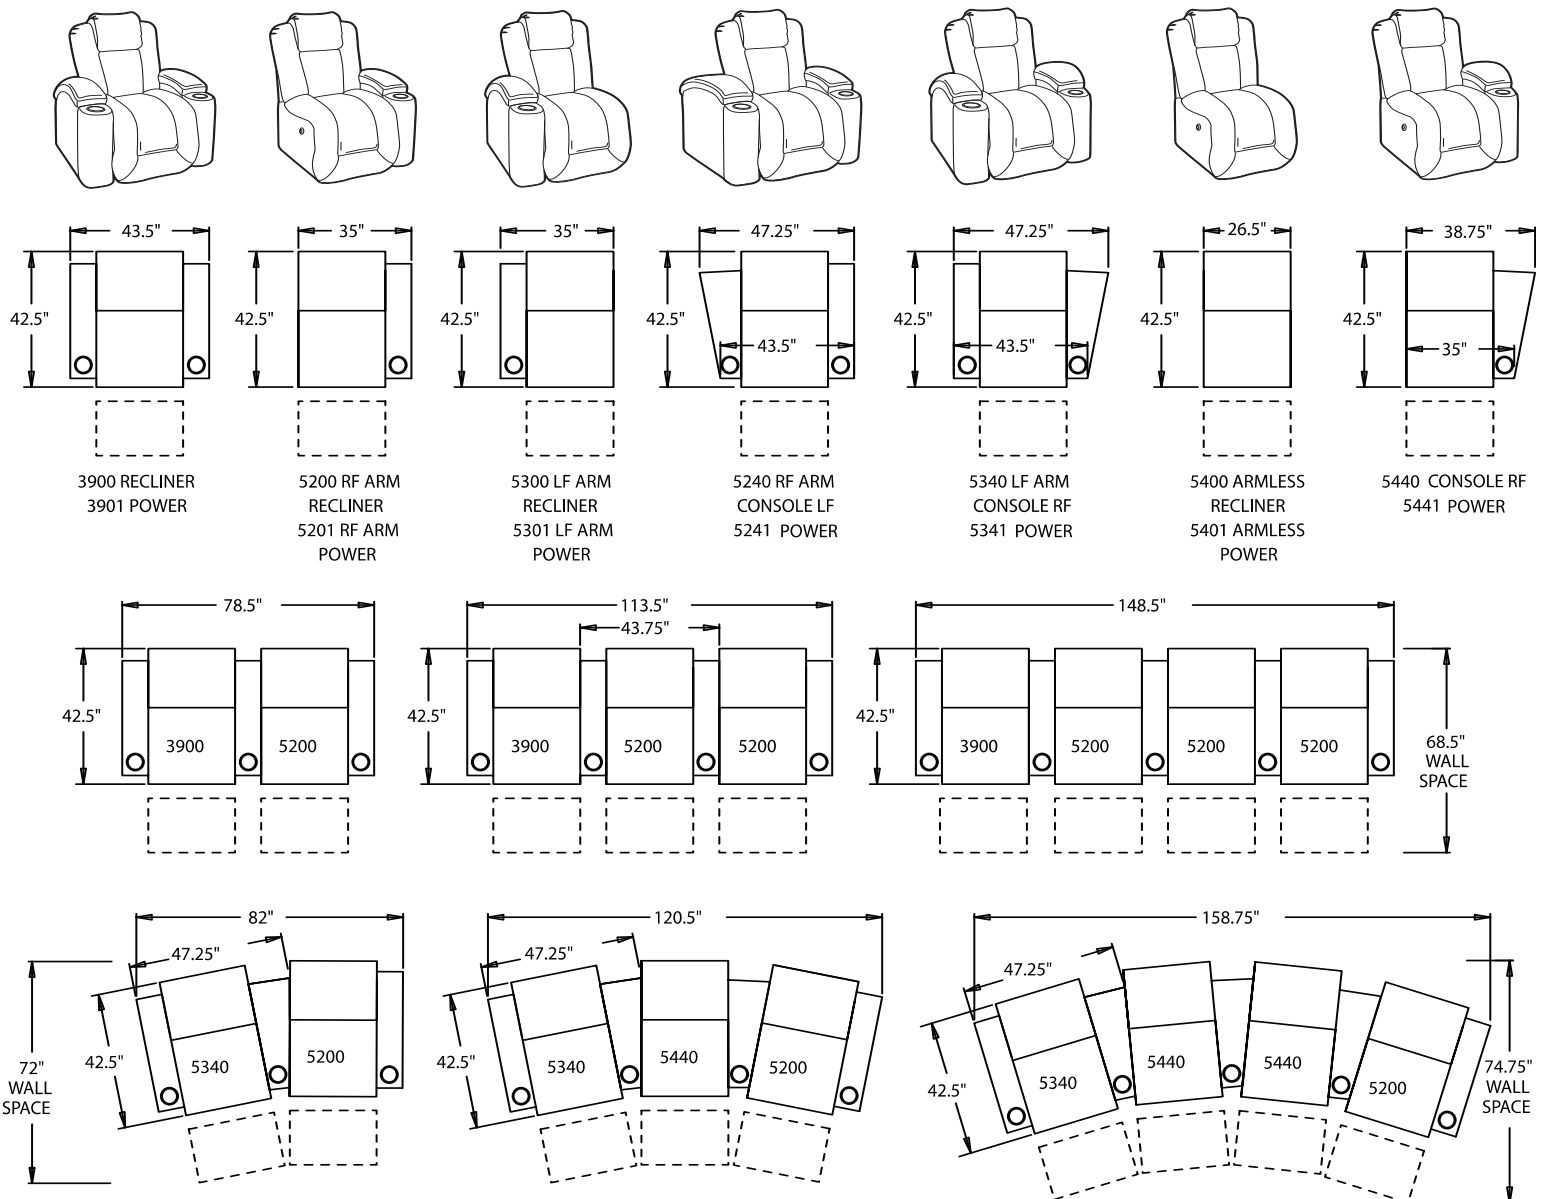 43.5"
35"
35"
47.25"
47.25"
26.5"
38.75"
42.5"
42.5"
42.5"
42.5"
43.5"
42.5"
43.5"
42.5"
42.5"
35"
3900 RECLINER
3901 POWER
5200 RF ARM
RECLINER
5201 RF ARM
POWER
5300 LF ARM
RECLINER
5301 LF ARM
POWER
5240 RF ARM
CONSOLE LF
5241 POWER
5340 LF ARM
CONSOLE RF
5341 POWER
5400 ARMLESS
RECLINER
5401 ARMLESS
POWER
5440 CONSOLE RF
5441 POWER
78.5"
42.5"
3900
5200
113.5"
43.75"
42.5"
3900
5200
5200
148.5"
42.5"
3900
5200
5200
5200
68.5"
WALL
SPACE
82"
47.25"
42.5"
5340
5200
72"
WALL
SPACE
120.5"
47.25"
42.5"
5340
5440
5200
158.75"
47.25"
42.5"
5340
5440
5440
5200
74.75"
WALL
SPACE